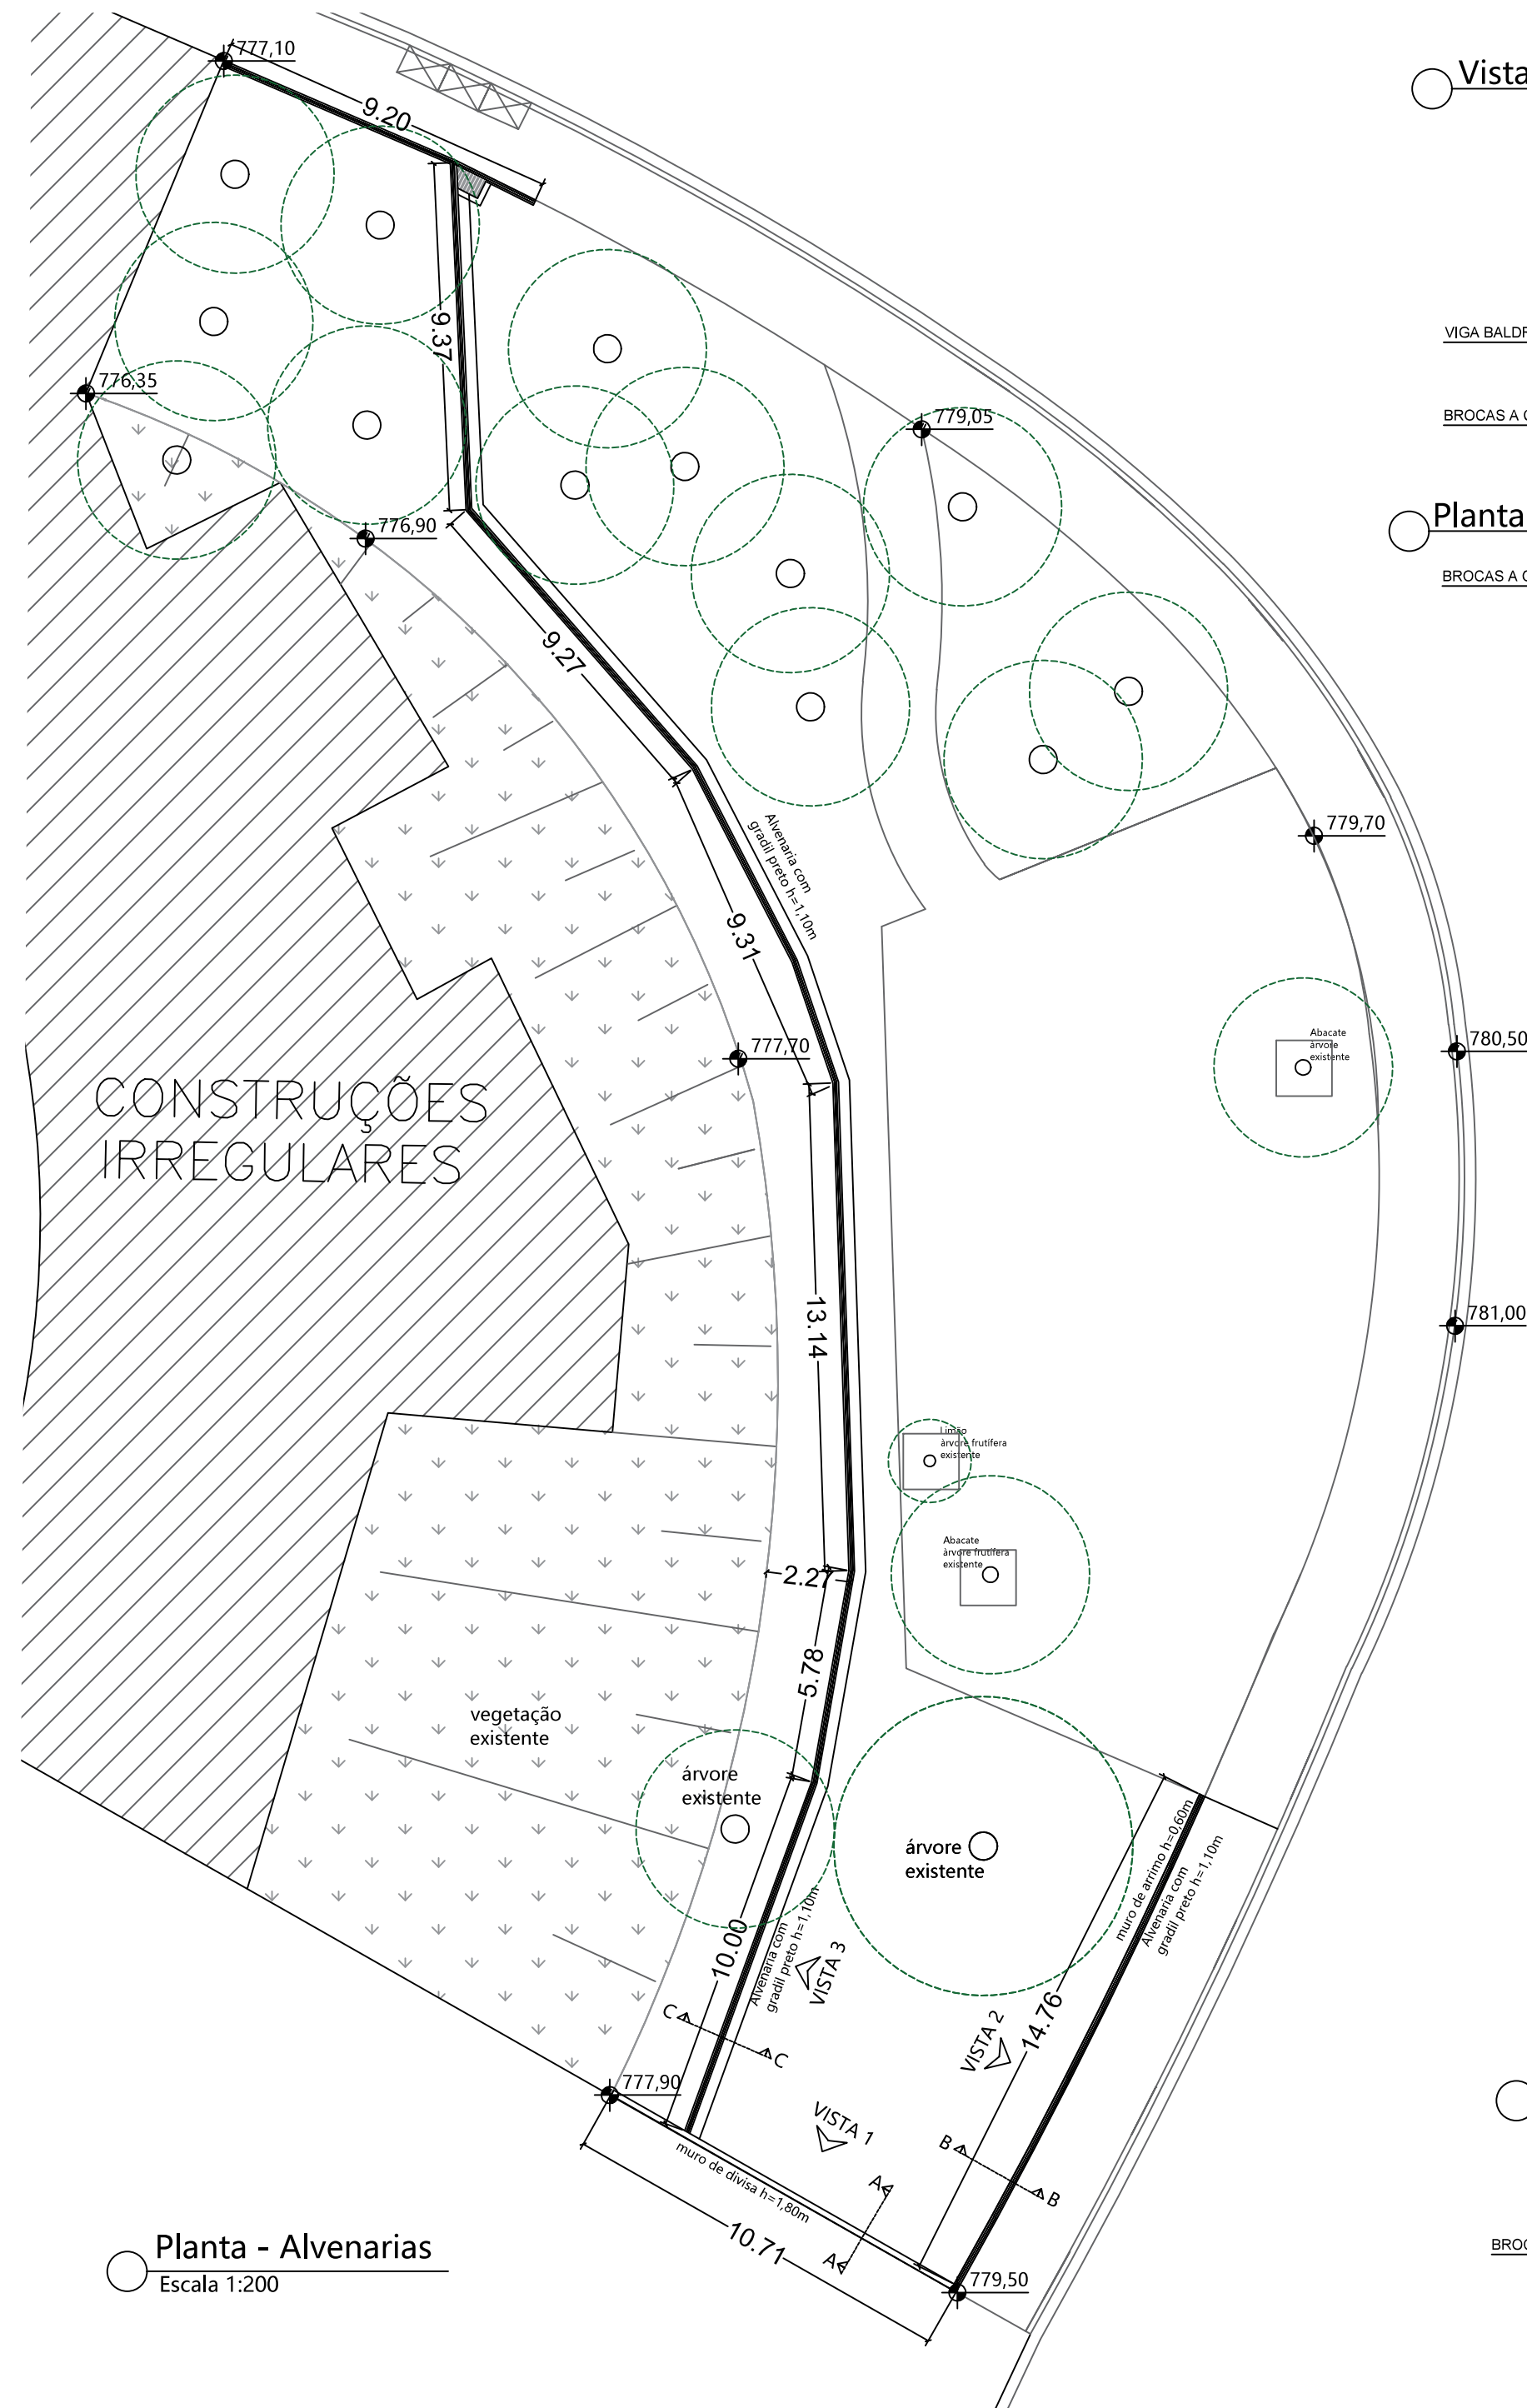 777,10
Vista
9.20
9.37
VIGA BALDR
776,35
779,05
BROCAS A C
Planta
776,90
BROCAS A C
9.27
779,70
Alvenaria com
gradil preto h=1,10m
9.31
Abacate
árvore
existente
780,50
777,70
CONSTRUÇÕES
IRREGULARES
13.14
781,00
Limão
àrvore frutífera
existente
Abacate
àrvore frutífera
existente
2.27
5.78
vegetação
existente
árvore
existente
árvore
existente
muro de arrimo h=0,60m
Alvenaria com
gradil preto h=1,10m
10.00
Alvenaria com
gradil preto h=1,10m
VISTA 3
VISTA 2
14.76
C
C
777,90
VISTA 1
muro de divisa h=1,80m
B
B
A
A
10.71
779,50
Planta - Alvenarias
Escala 1:200
BROC